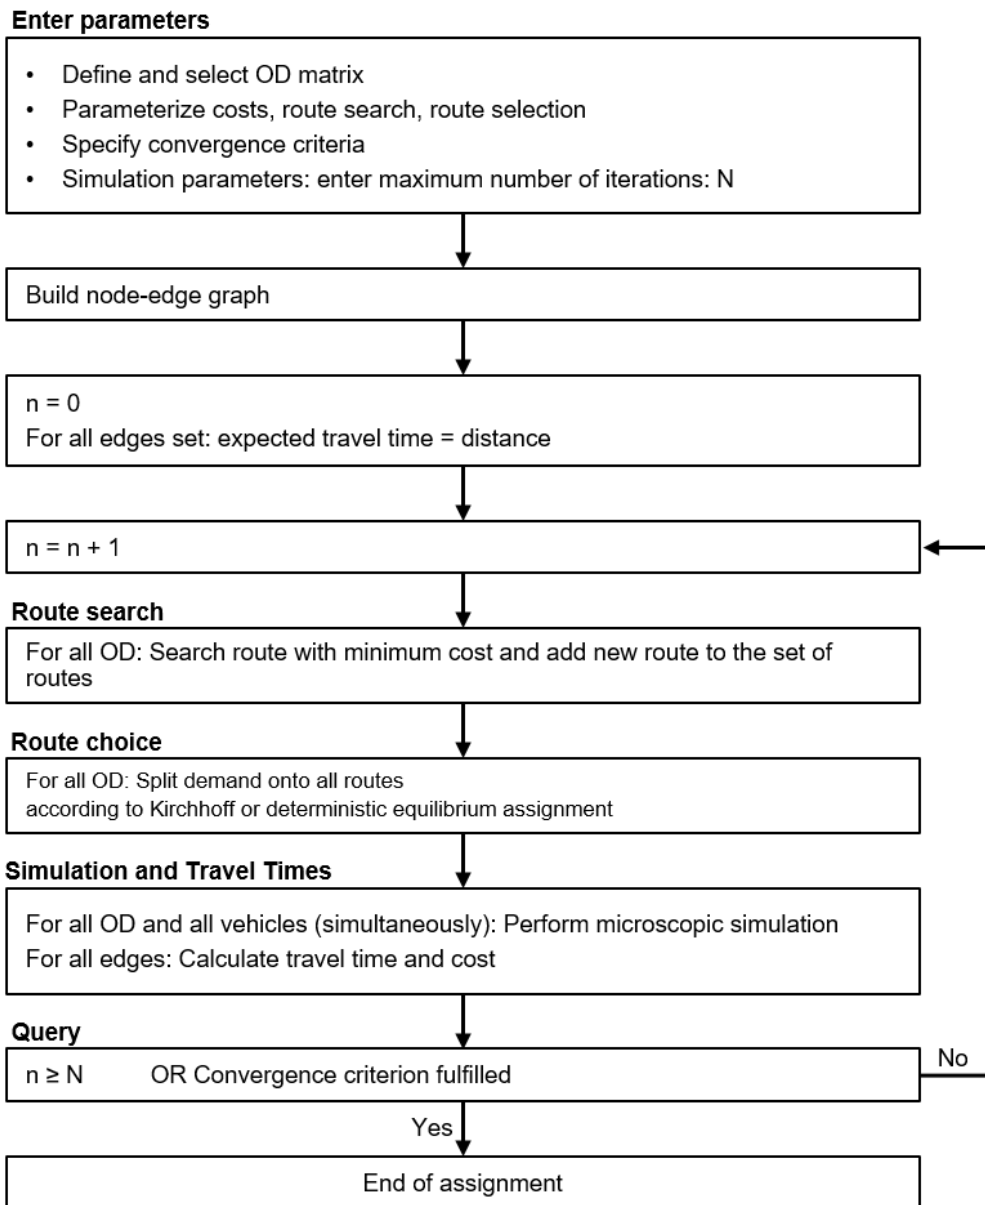 Enter parameters
• Define and select OD matrix
• Parameterize costs, route search, route selection
• Specify convergence criteria
• Simulation parameters: enter maximum number of iterations: N
Build node-edge graph
n = 0
For all edges set: expected travel time = distance
n = n + 1
Route search
For all OD: Search route with minimum cost and add new route to the set of
routes
Route choice
For all OD: Split demand onto all routes
according to Kirchhoff or deterministic equilibrium assignment
Simulation and Travel Times
For all OD and all vehicles (simultaneously): Perform microscopic simulation
For all edges: Calculate travel time and cost
Query
n ≥ N OR Convergence criterion fulfilled
No
Yes
End of assignment